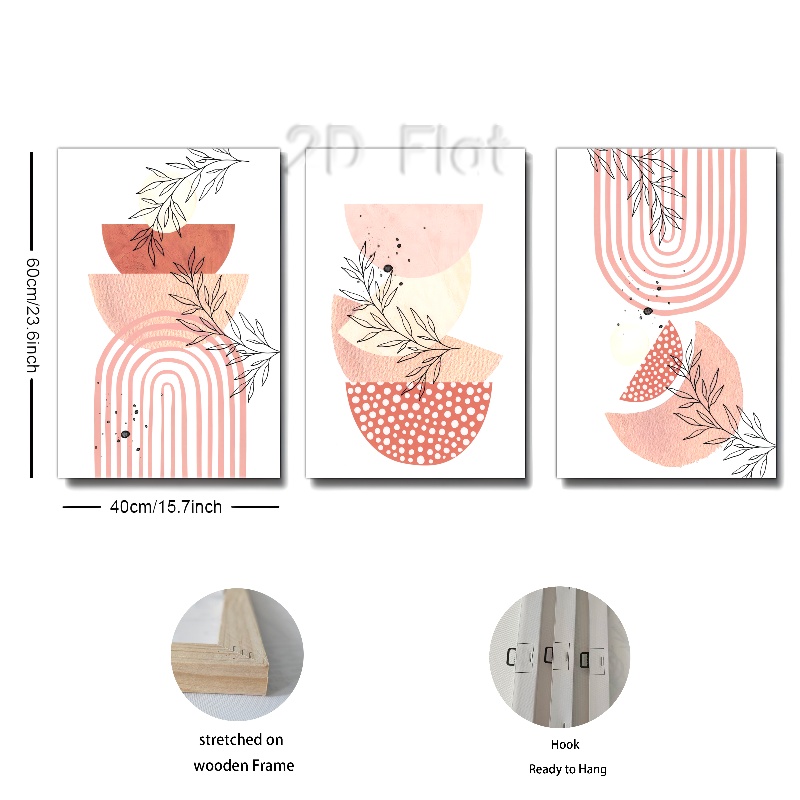 2D Flat
60cm/23.6inch
40cm/15.7inch
stretched on
wooden Frame
Hook
Ready to Hang